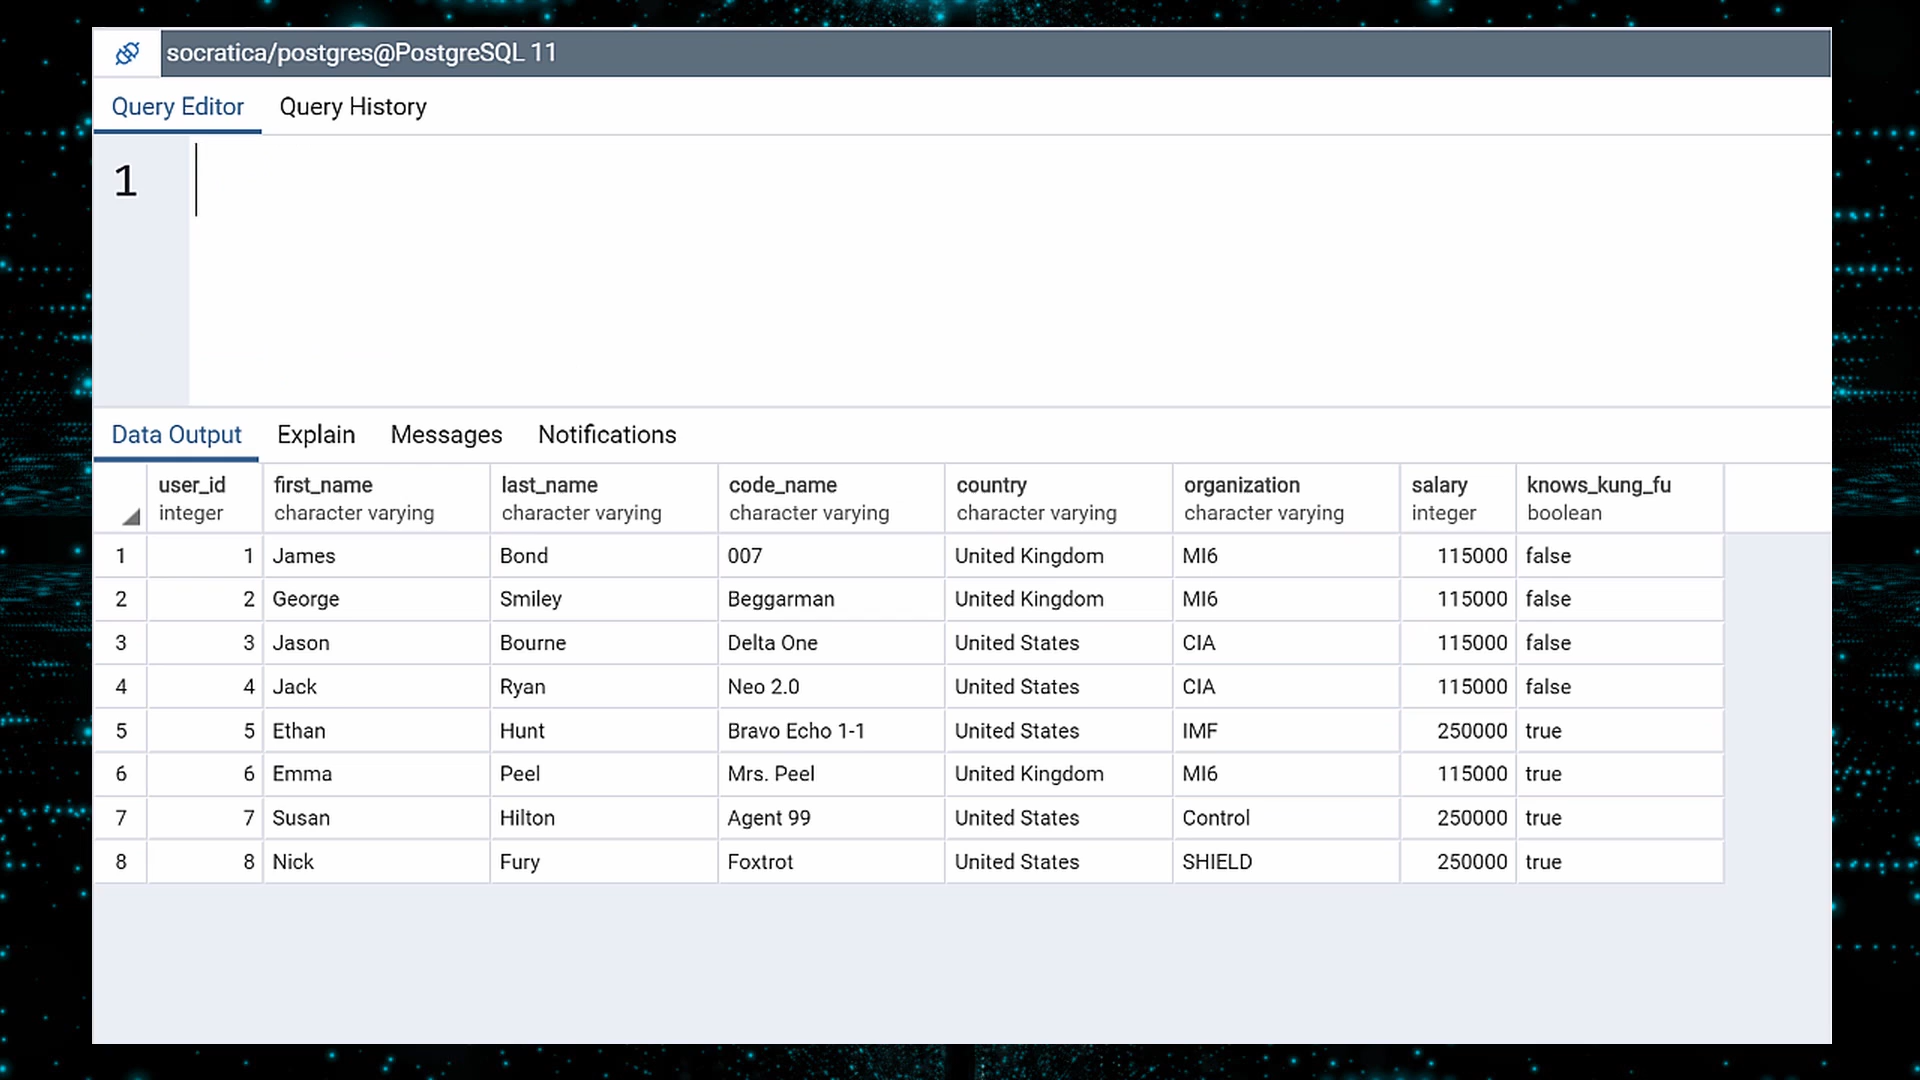 socratica/postgres@PostgreSQL 11
Query Editor Query History
1
Data Output Explain Messages Notifications
user_id first_name last_name code_name country organization salary knows_kung_fu
integer character varying character varying character varying character varying character varying integer boolean
1 1 James Bond 007 United Kingdom MI6 115000 false
2 2 George Smiley Beggarman United Kingdom MI6 115000 false
3 3 Jason Bourne Delta One United States CIA 115000 false
4 4 Jack Ryan Neo 2.0 United States CIA 115000 false
5 5 Ethan Hunt Bravo Echo 1-1 United States IMF 250000 true
6 6 Emma Peel Mrs. Peel United Kingdom MI6 115000 true
7 7 Susan Hilton Agent 99 United States Control 250000 true
8 8 Nick Fury Foxtrot United States SHIELD 250000 true